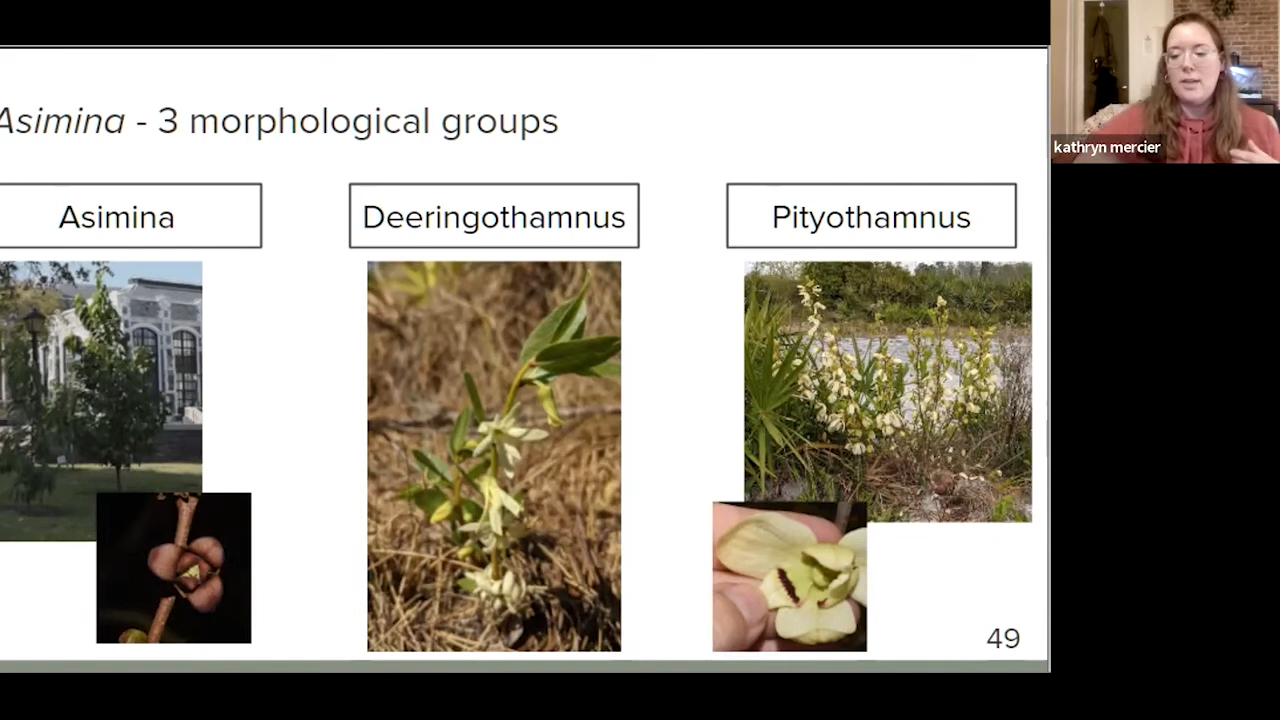 Asimina - 3 morphological groups
Asimina
Deeringothamnus
Pityothamnus
49
kathryn mercier